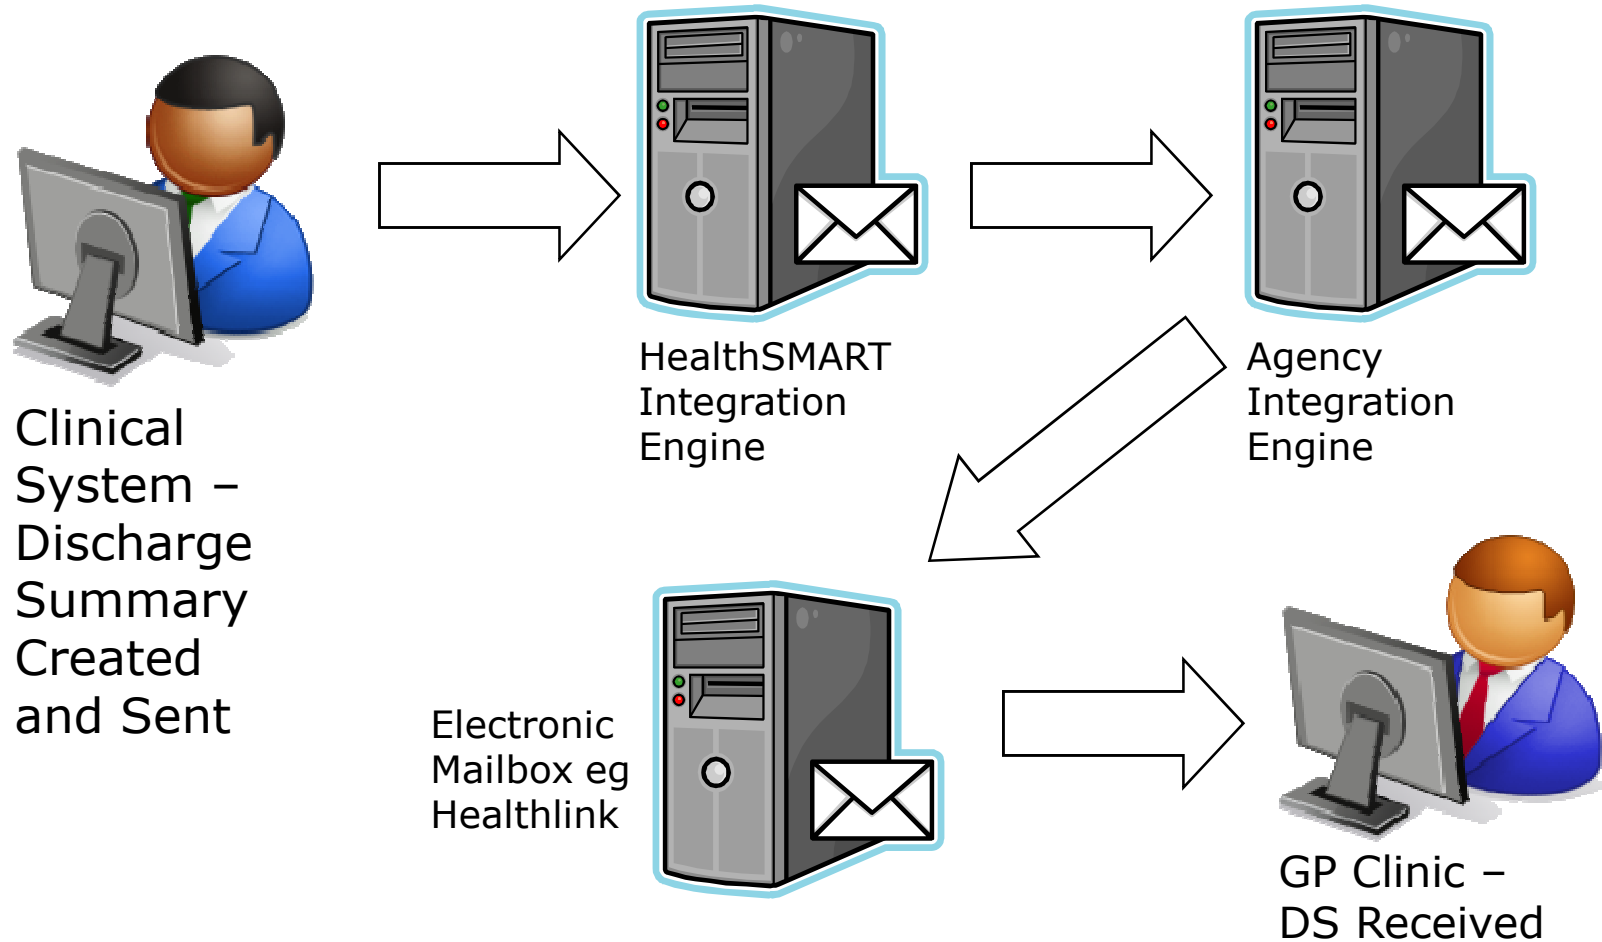 HealthSMART
Integration
Engine
Agency
Integration
Engine
Clinical
System –
Discharge
Summary
Created
and Sent
Electronic
Mailbox eg
Healthlink
GP Clinic –
DS Received